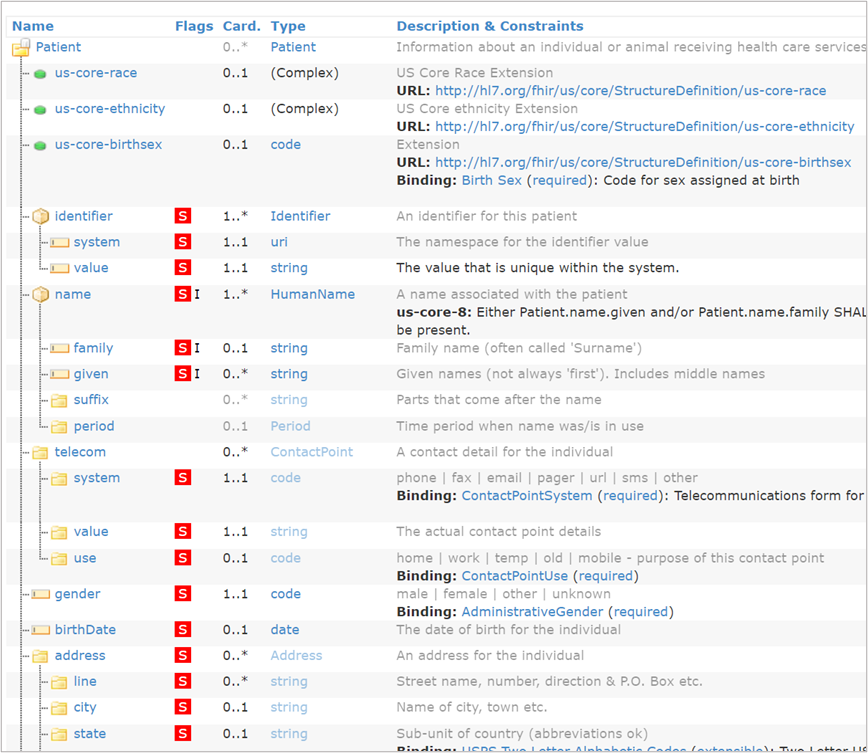 Name Flags Card. Type Description & Constraints
Patient 0..* Patient Information about an individual or animal receiving health care services
us-core-race 0..1 (Complex) US Core Race Extension
URL: http://hl7.org/fhir/us/core/StructureDefinition/us-core-race
us-core-ethnicity 0..1 (Complex) US Core ethnicity Extension
URL: http://hl7.org/fhir/us/core/StructureDefinition/us-core-ethnicity
us-core-birthsex 0..1 code Extension
URL: http://hl7.org/fhir/us/core/StructureDefinition/us-core-birthsex
Binding: Birth Sex (required): Code for sex assigned at birth
identifier S 1..* Identifier An identifier for this patient
system S 1..1 uri The namespace for the identifier value
value S 1..1 string The value that is unique within the system.
name S I 1..* HumanName A name associated with the patient
us-core-8: Either Patient.name.given and/or Patient.name.family SHAL
be present.
family S I 0..1 string Family name (often called 'Surname')
given S I 0..* string Given names (not always 'first'). Includes middle names
suffix 0..* string Parts that come after the name
period 0..1 Period Time period when name was/is in use
telecom 0..* ContactPoint A contact detail for the individual
system S 1..1 code phone | fax | email | pager | url | sms | other
Binding: ContactPointSystem (required): Telecommunications form for
value S 1..1 string The actual contact point details
use S 0..1 code home | work | temp | old | mobile - purpose of this contact point
Binding: ContactPointUse (required)
gender S 1..1 code male | female | other | unknown
Binding: AdministrativeGender (required)
birthDate S 0..1 date The date of birth for the individual
address S 0..* Address An address for the individual
line S 0..* string Street name, number, direction & P.O. Box etc.
city S 0..1 string Name of city, town etc.
state S 0..1 string Sub-unit of country (abbreviations ok)
Binding: USPS Two Letter Alphabetic Codes (extensible): Two Letter US